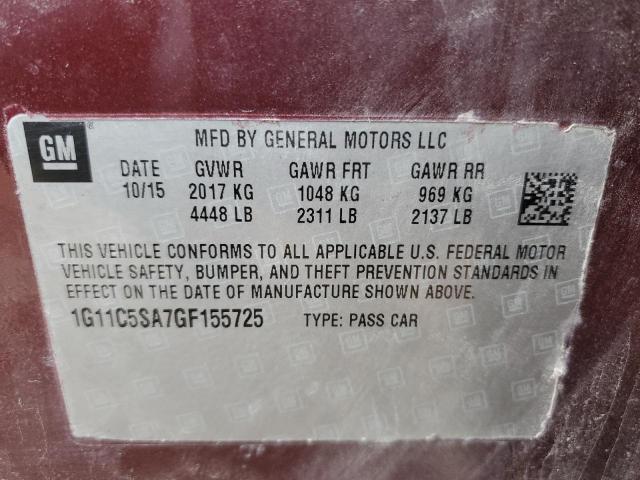 GM
MFD BY GENERAL MOTORS LLC
DATE GVWR GAWR FRT GAWR RR
10/15 2017 KG 1048 KG 969 KG
4448 LB 2311 LB 2137 LB
THIS VEHICLE CONFORMS TO ALL APPLICABLE U.S. FEDERAL MOTOR
VEHICLE SAFETY, BUMPER, AND THEFT PREVENTION STANDARDS IN
EFFECT ON THE DATE OF MANUFACTURE SHOWN ABOVE.
1G11C5SA7GF155725 TYPE: PASS CAR